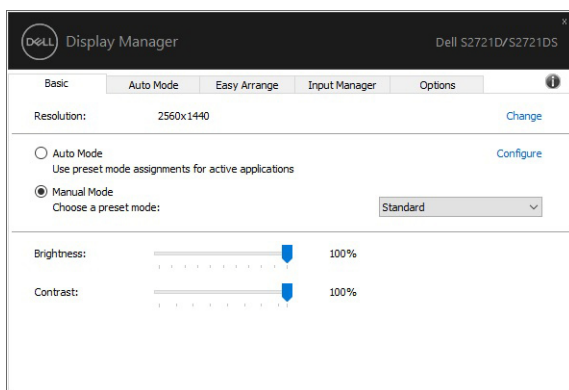 x
DELL Display Manager Dell S2721D/S2721DS
Basic Auto Mode Easy Arrange Input Manager Options i
Resolution: 2560x1440 Change
Auto Mode Configure
Use preset mode assignments for active applications
Manual Mode
Choose a preset mode: Standard
Brightness: 100%
Contrast: 100%